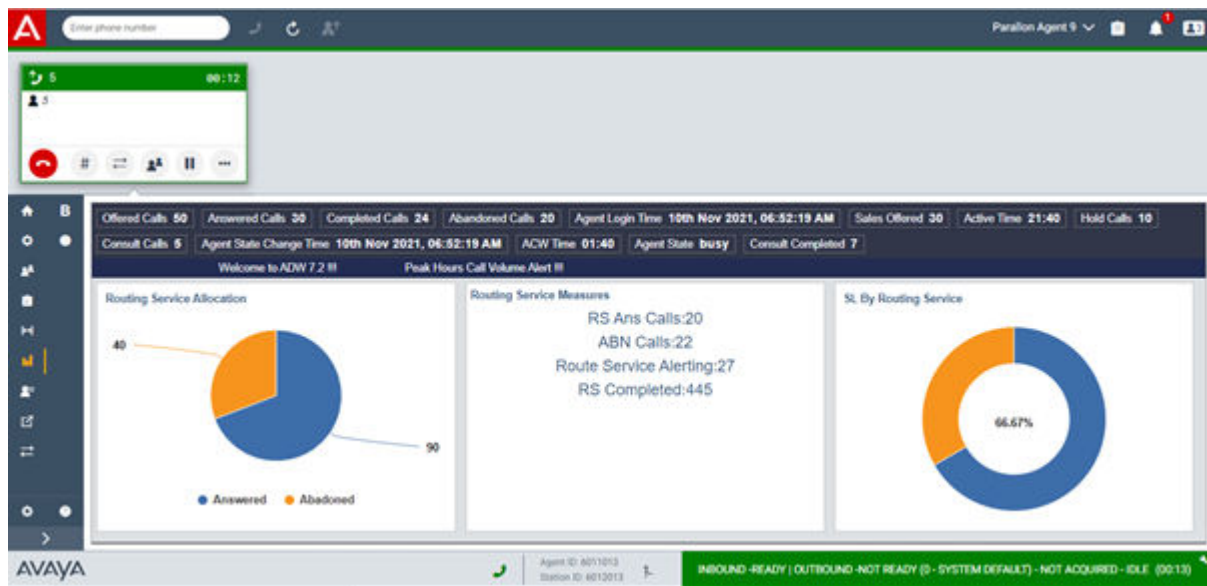 A Enter phone number Parallon Agent 9 1
5 00:12
5
#
B
Offered Calls 50 Answered Calls 30 Completed Calls 24 Abandoned Calls 20 Agent Login Time 10th Nov 2021, 06:52:19 AM Sales Offered 30 Active Time 21:40 Hold Calls 10
Consult Calls 5 Agent State Change Time 10th Nov 2021, 06:52:19 AM ACW Time 01:40 Agent State busy Consult Completed 7
Welcome to ADW 7.2 !!! Peak Hours Call Volume Alert !!!
Routing Service Allocation
40
90
Answered Abadoned
Routing Service Measures
RS Ans Calls:20
ABN Calls:22
Route Service Alerting:27
RS Completed:445
SL By Routing Service
66.67%
AVAYA
Agent ID: 6011013
Station ID: 6012013
INBOUND -READY | OUTBOUND -NOT READY (0 - SYSTEM DEFAULT) - NOT ACQUIRED - IDLE (00:13)